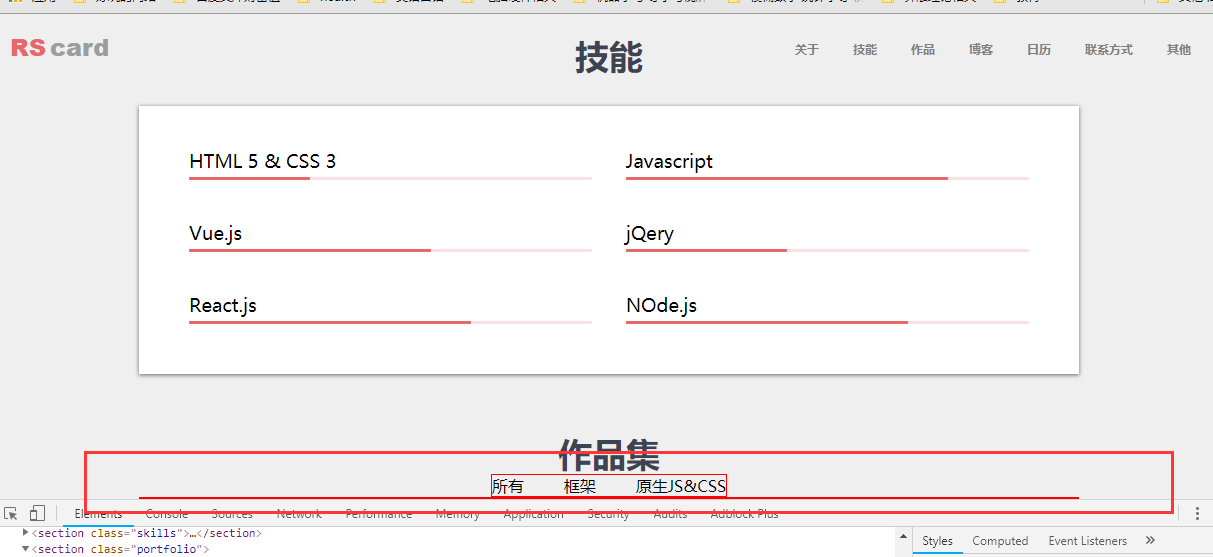 RS card
关于 技能 作品 博客 日历 联系方式 其他
技能
HTML 5 & CSS 3 Javascript
Vue.js jQery
React.js NOde.js
作品集
所有 框架 原生JS&CSS
Elements Console Sources Network Performance Memory Application Security Audits Adblock Plus
<section class="skills">…</section>
<section class="portfolio">
Styles Computed Event Listeners »